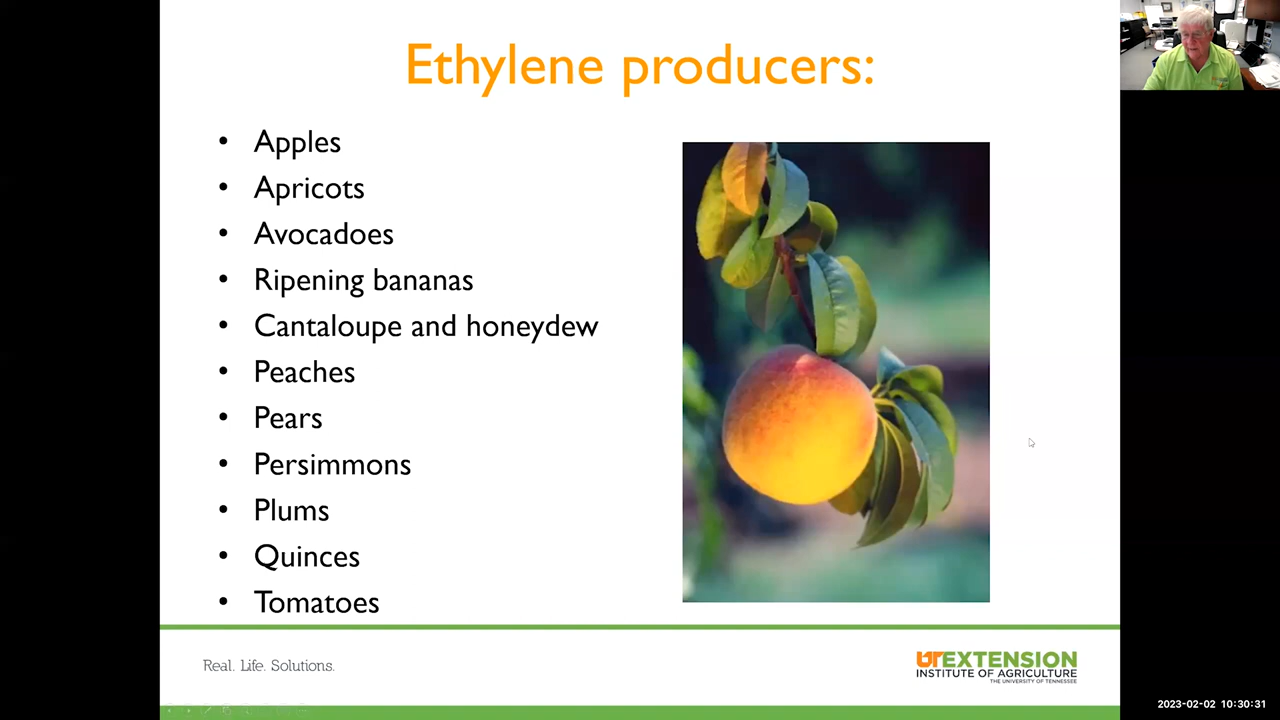 Ethylene producers:
• Apples
• Apricots
• Avocadoes
• Ripening bananas
• Cantaloupe and honeydew
• Peaches
• Pears
• Persimmons
• Plums
• Quinces
• Tomatoes
Real. Life. Solutions.
UTEXTENSION
INSTITUTE OF AGRICULTURE
THE UNIVERSITY OF TENNESSEE
2023-02-02 10:30:31